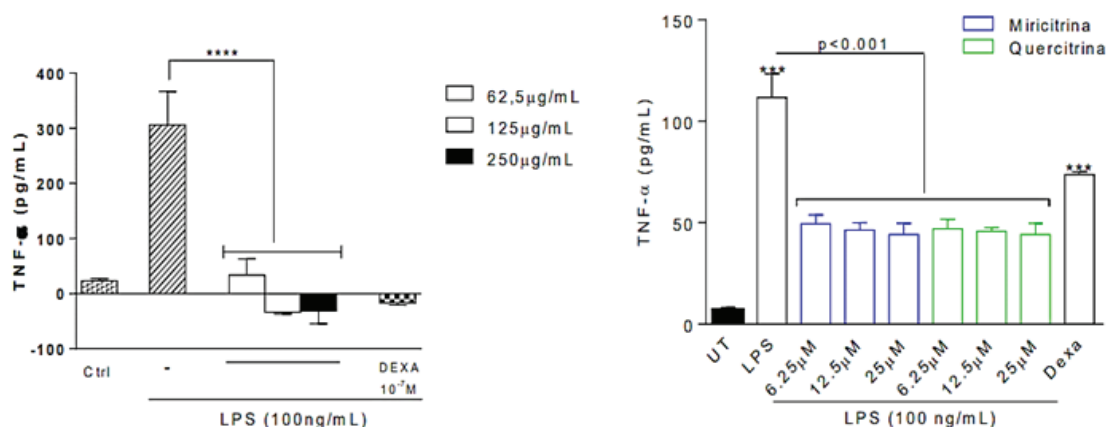 ****
400
300
200
100
0
-100
TNF-α (pg/mL)
62,5µg/mL
125µg/mL
250µg/mL
Ctrl
-
DEXA
10⁻⁷M
LPS (100ng/mL)
150
100
50
0
TNF-α (pg/mL)
Miricitrina
Quercitrina
p<0.001
***
***
UT
LPS
6.25µM
12.5µM
25µM
6.25µM
12.5µM
25µM
Dexa
LPS (100 ng/mL)